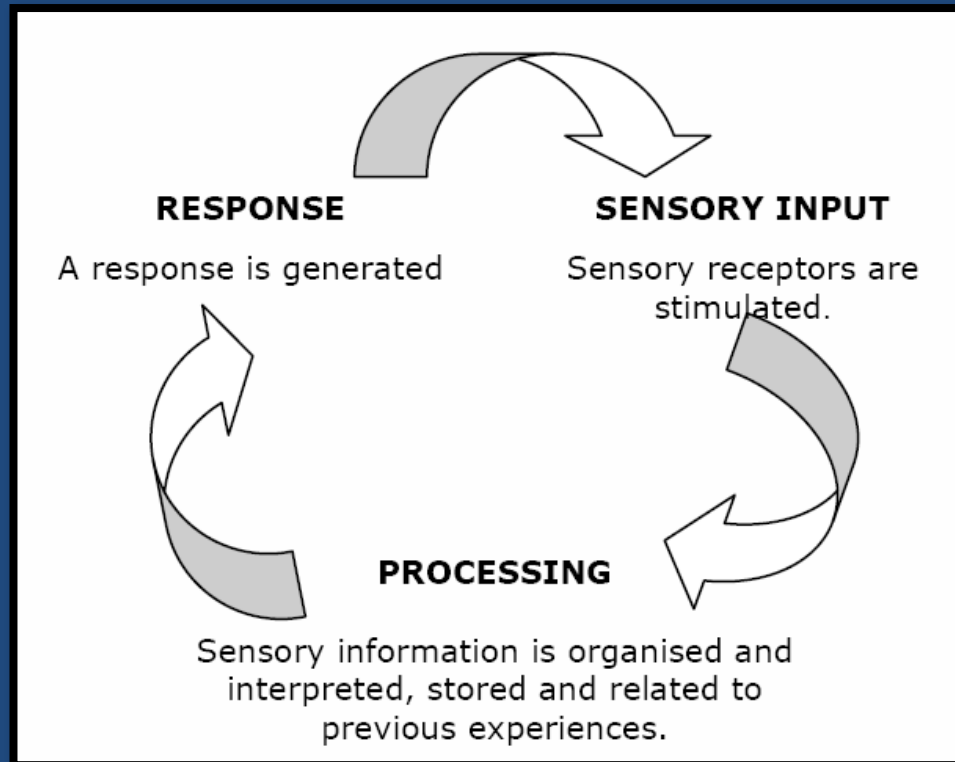 RESPONSE
A response is generated
SENSORY INPUT
Sensory receptors are
stimulated.
PROCESSING
Sensory information is organised and
interpreted, stored and related to
previous experiences.